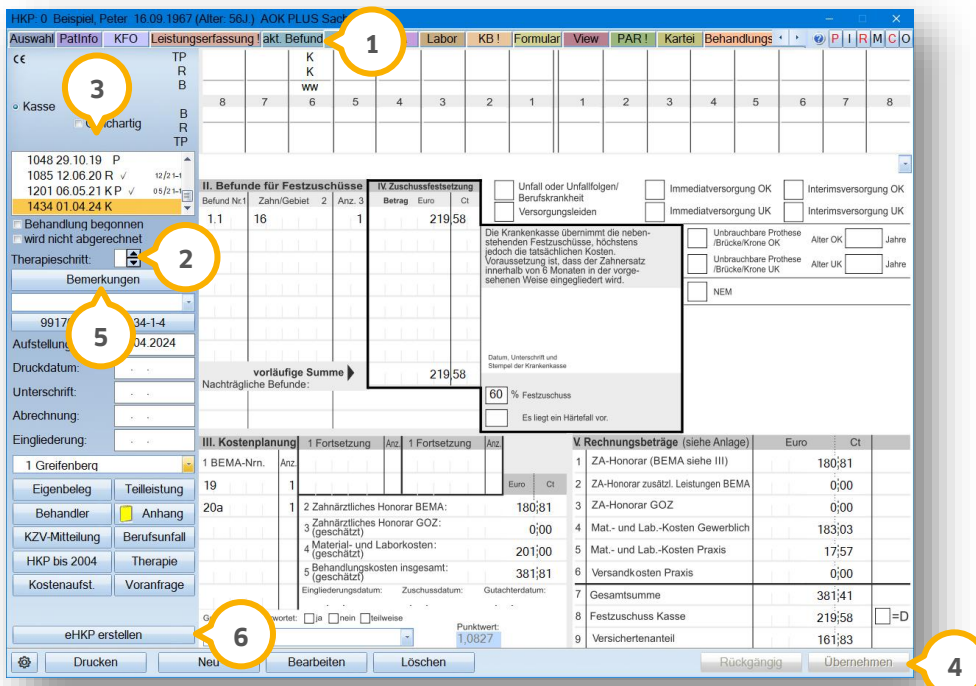 HKP: 0 Beispiel, Peter 16.09.1967 (Alter: 56J.) AOK PLUS
Auswahl PatInfo KFO Leistungserfassung ! akt. Befund Labor KB ! Formular View PAR ! Kartei Behandlungs P I R M C O
1
CE
TP
R
B
K
K
ww
3
Kasse
B
R
TP
8 7 6 5 4 3 2 1 1 2 3 4 5 6 7 8
1048 29.10.19 P
1085 12.06.20 R √ 12/21-1
1201 06.05.21 K P √ 05/21-1
1434 01.04.24 K
Behandlung begonnen
wird nicht abgerechnet
Therapieschritt:
2
Bemerkungen
5
34-1-4
Druckdatum: . .
Unterschrift: . .
Abrechnung: . .
Eingliederung: . .
1 Greifenberg
Eigenbeleg Teilleistung
Behandler Anhang
KZV-Mitteilung Berufsunfall
HKP bis 2004 Therapie
Kostenaufst. Voranfrage
eHKP erstellen
6
II. Befunde für Festzuschüsse IV. Zuschussfestsetzung
Befund Nr.1 Zahn/Gebiet 2 Anz. 3 Betrag Euro Ct
1.1 16 1 219,58
vorläufige Summe 219,58
Nachträgliche Befunde:
Unfall oder Unfallfolgen/
Berufskrankheit
Versorgungsleiden
Immediatversorgung OK
Immediatversorgung UK
Interimsversorgung OK
Interimsversorgung UK
Unbrauchbare Prothese
/Brücke/Krone OK
Alter OK Jahre
Unbrauchbare Prothese
/Brücke/Krone UK
Alter UK Jahre
NEM
Die Krankenkasse übernimmt die neben-
stehenden Festzuschüsse, höchstens
jedoch die tatsächlichen Kosten.
Voraussetzung ist, dass der Zahnersatz
innerhalb von 6 Monaten in der vorge-
sehenen Weise eingegliedert wird.
Datum, Unterschrift und
Stempel der Krankenkasse
60 % Festzuschuss
Es liegt ein Härtefall vor.
III. Kostenplanung 1 Fortsetzung Anz. 1 Fortsetzung Anz.
1 BEMA-Nrn. Anz.
19 1
20a 1
Euro Ct
2 Zahnärztliches Honorar BEMA: 180,81
3 Zahnärztliches Honorar GOZ:
(geschätzt) 0,00
4 Material- und Laborkosten:
(geschätzt) 201,00
5 Behandlungskosten insgesamt:
(geschätzt) 381,81
Eingliederungsdatum: Zuschussdatum: Gutachterdatum:
ja nein teilweise
Punktwert:
1,0827
V. Rechnungsbeträge (siehe Anlage) Euro Ct
1 ZA-Honorar (BEMA siehe III) 180,81
2 ZA-Honorar zusätzl. Leistungen BEMA 0,00
3 ZA-Honorar GOZ 0,00
4 Mat.- und Lab.-Kosten Gewerblich 183,03
5 Mat.- und Lab.-Kosten Praxis 17,57
6 Versandkosten Praxis 0,00
7 Gesamtsumme 381,41
8 Festzuschuss Kasse 219,58 =D
9 Versichertenanteil 161,83
Drucken Neu Bearbeiten Löschen Rückgängig Übernehmen
4